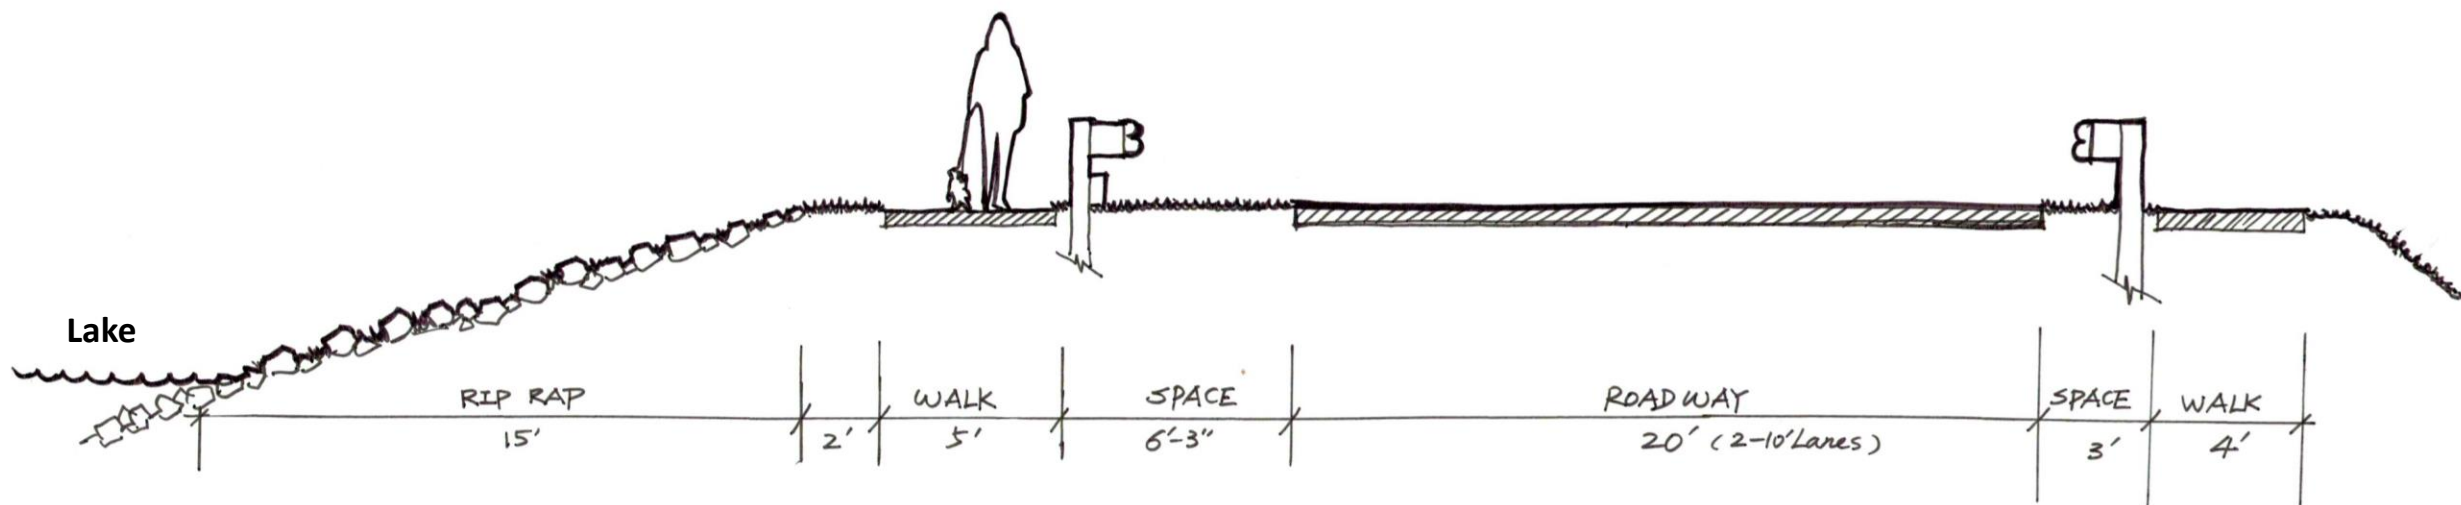 Lake
RIP RAP
15'
2'
WALK
5'
SPACE
6'-3"
ROADWAY
20' (2-10' Lanes)
SPACE
3'
WALK
4'